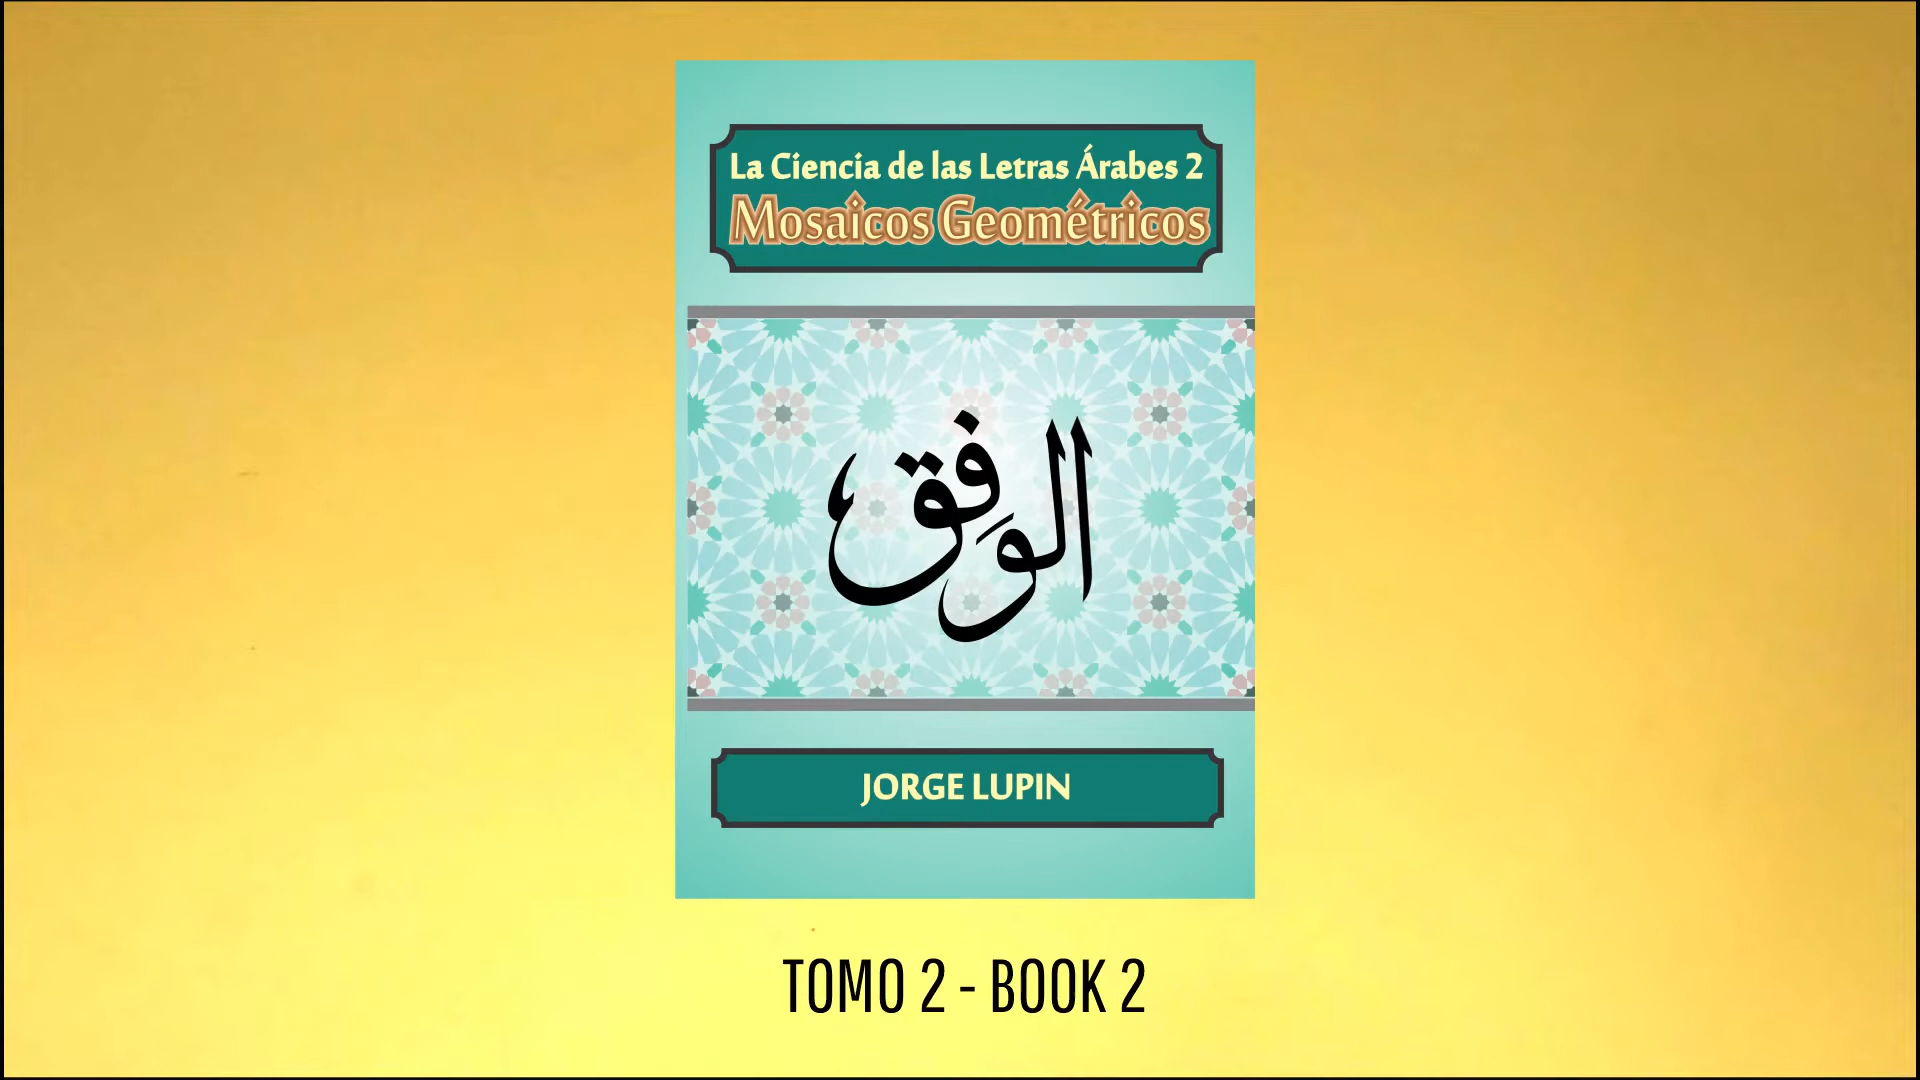 La Ciencia de las Letras Árabes 2
Mosaicos Geométricos
الوفق
JORGE LUPIN
TOMO 2 - BOOK 2